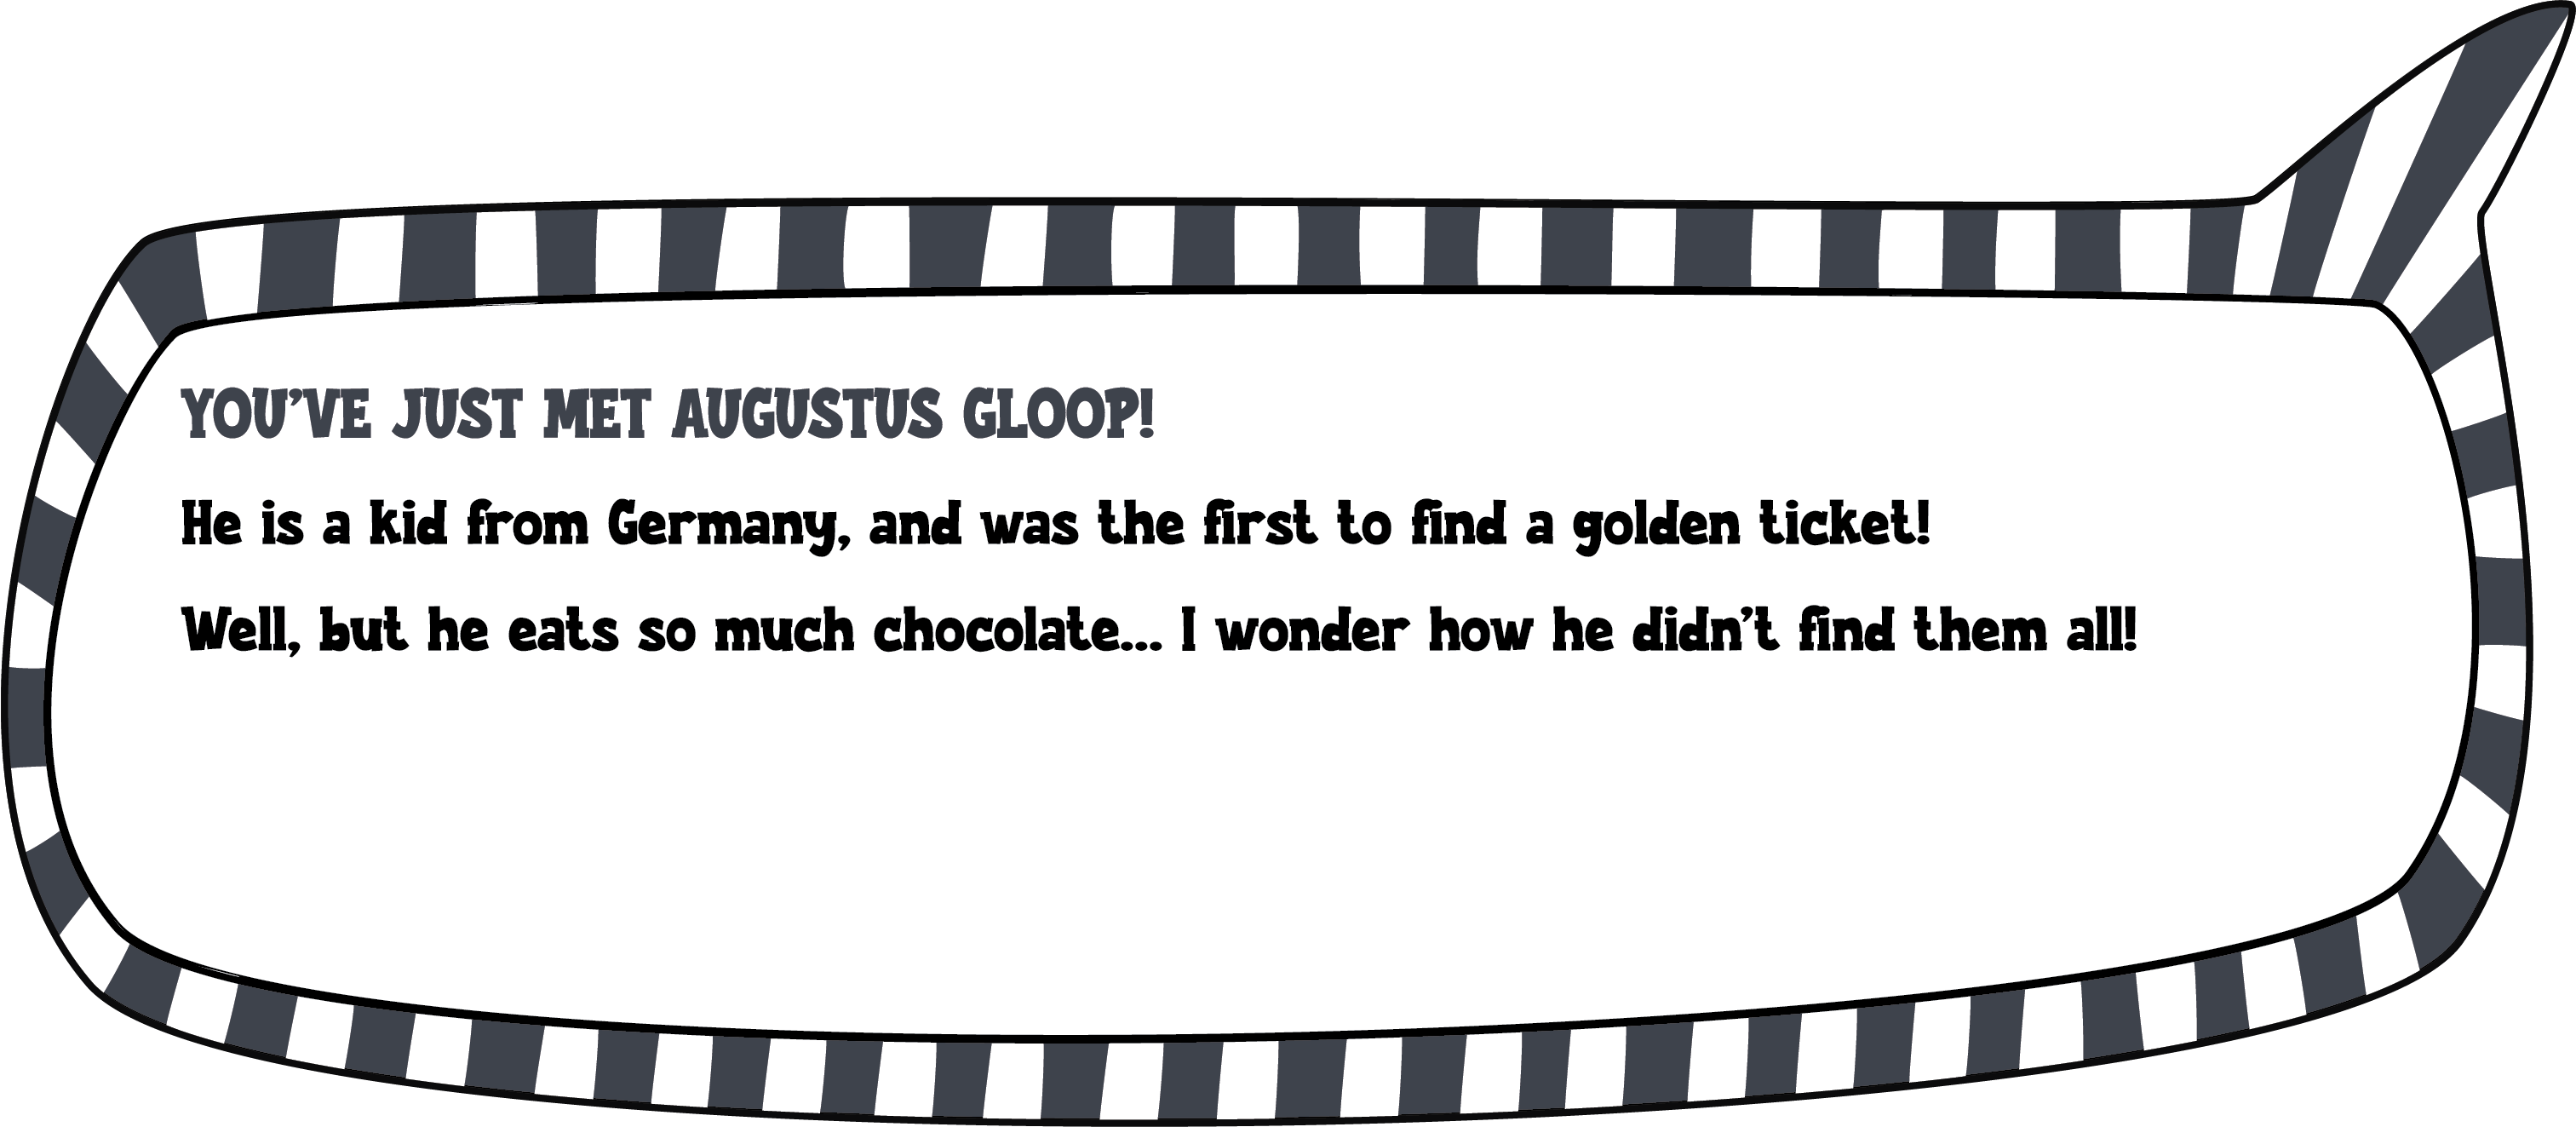 YOU’VE JUST MET AUGUSTUS GLOOP!
He is a kid from Germany, and was the first to find a golden ticket!
Well, but he eats so much chocolate... I wonder how he didn’t find them all!